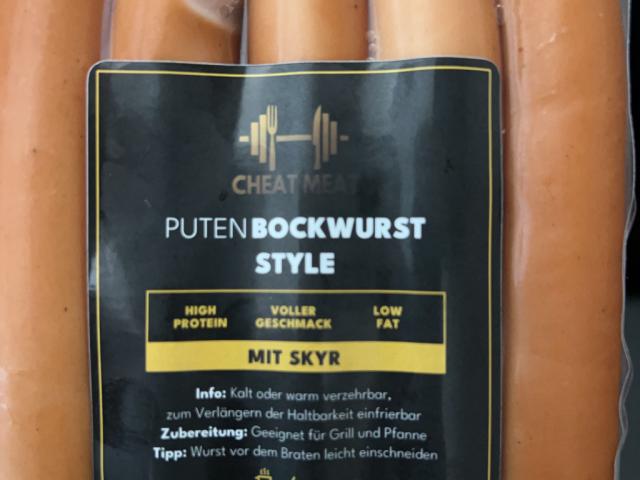 CHEAT MEAT
PUTEN BOCKWURST
STYLE
HIGH PROTEIN
VOLLER GESCHMACK
LOW FAT
MIT SKYR
Info: Kalt oder warm verzehrbar,
zum Verlängern der Haltbarkeit einfrierbar
Zubereitung: Geeignet für Grill und Pfanne
Tipp: Wurst vor dem Braten leicht einschneiden